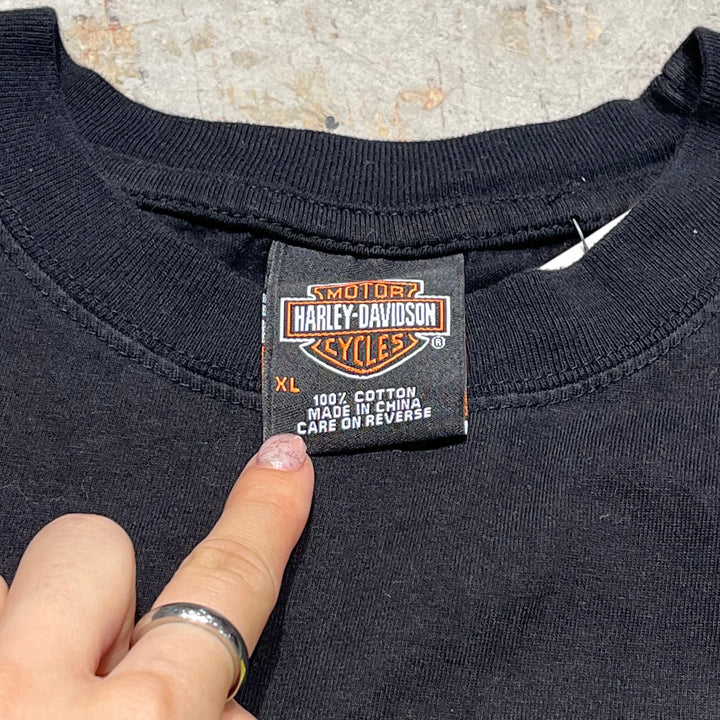 MOTOR
HARLEY-DAVIDSON
CYCLES ®
XL
100% COTTON
MADE IN CHINA
CARE ON REVERSE